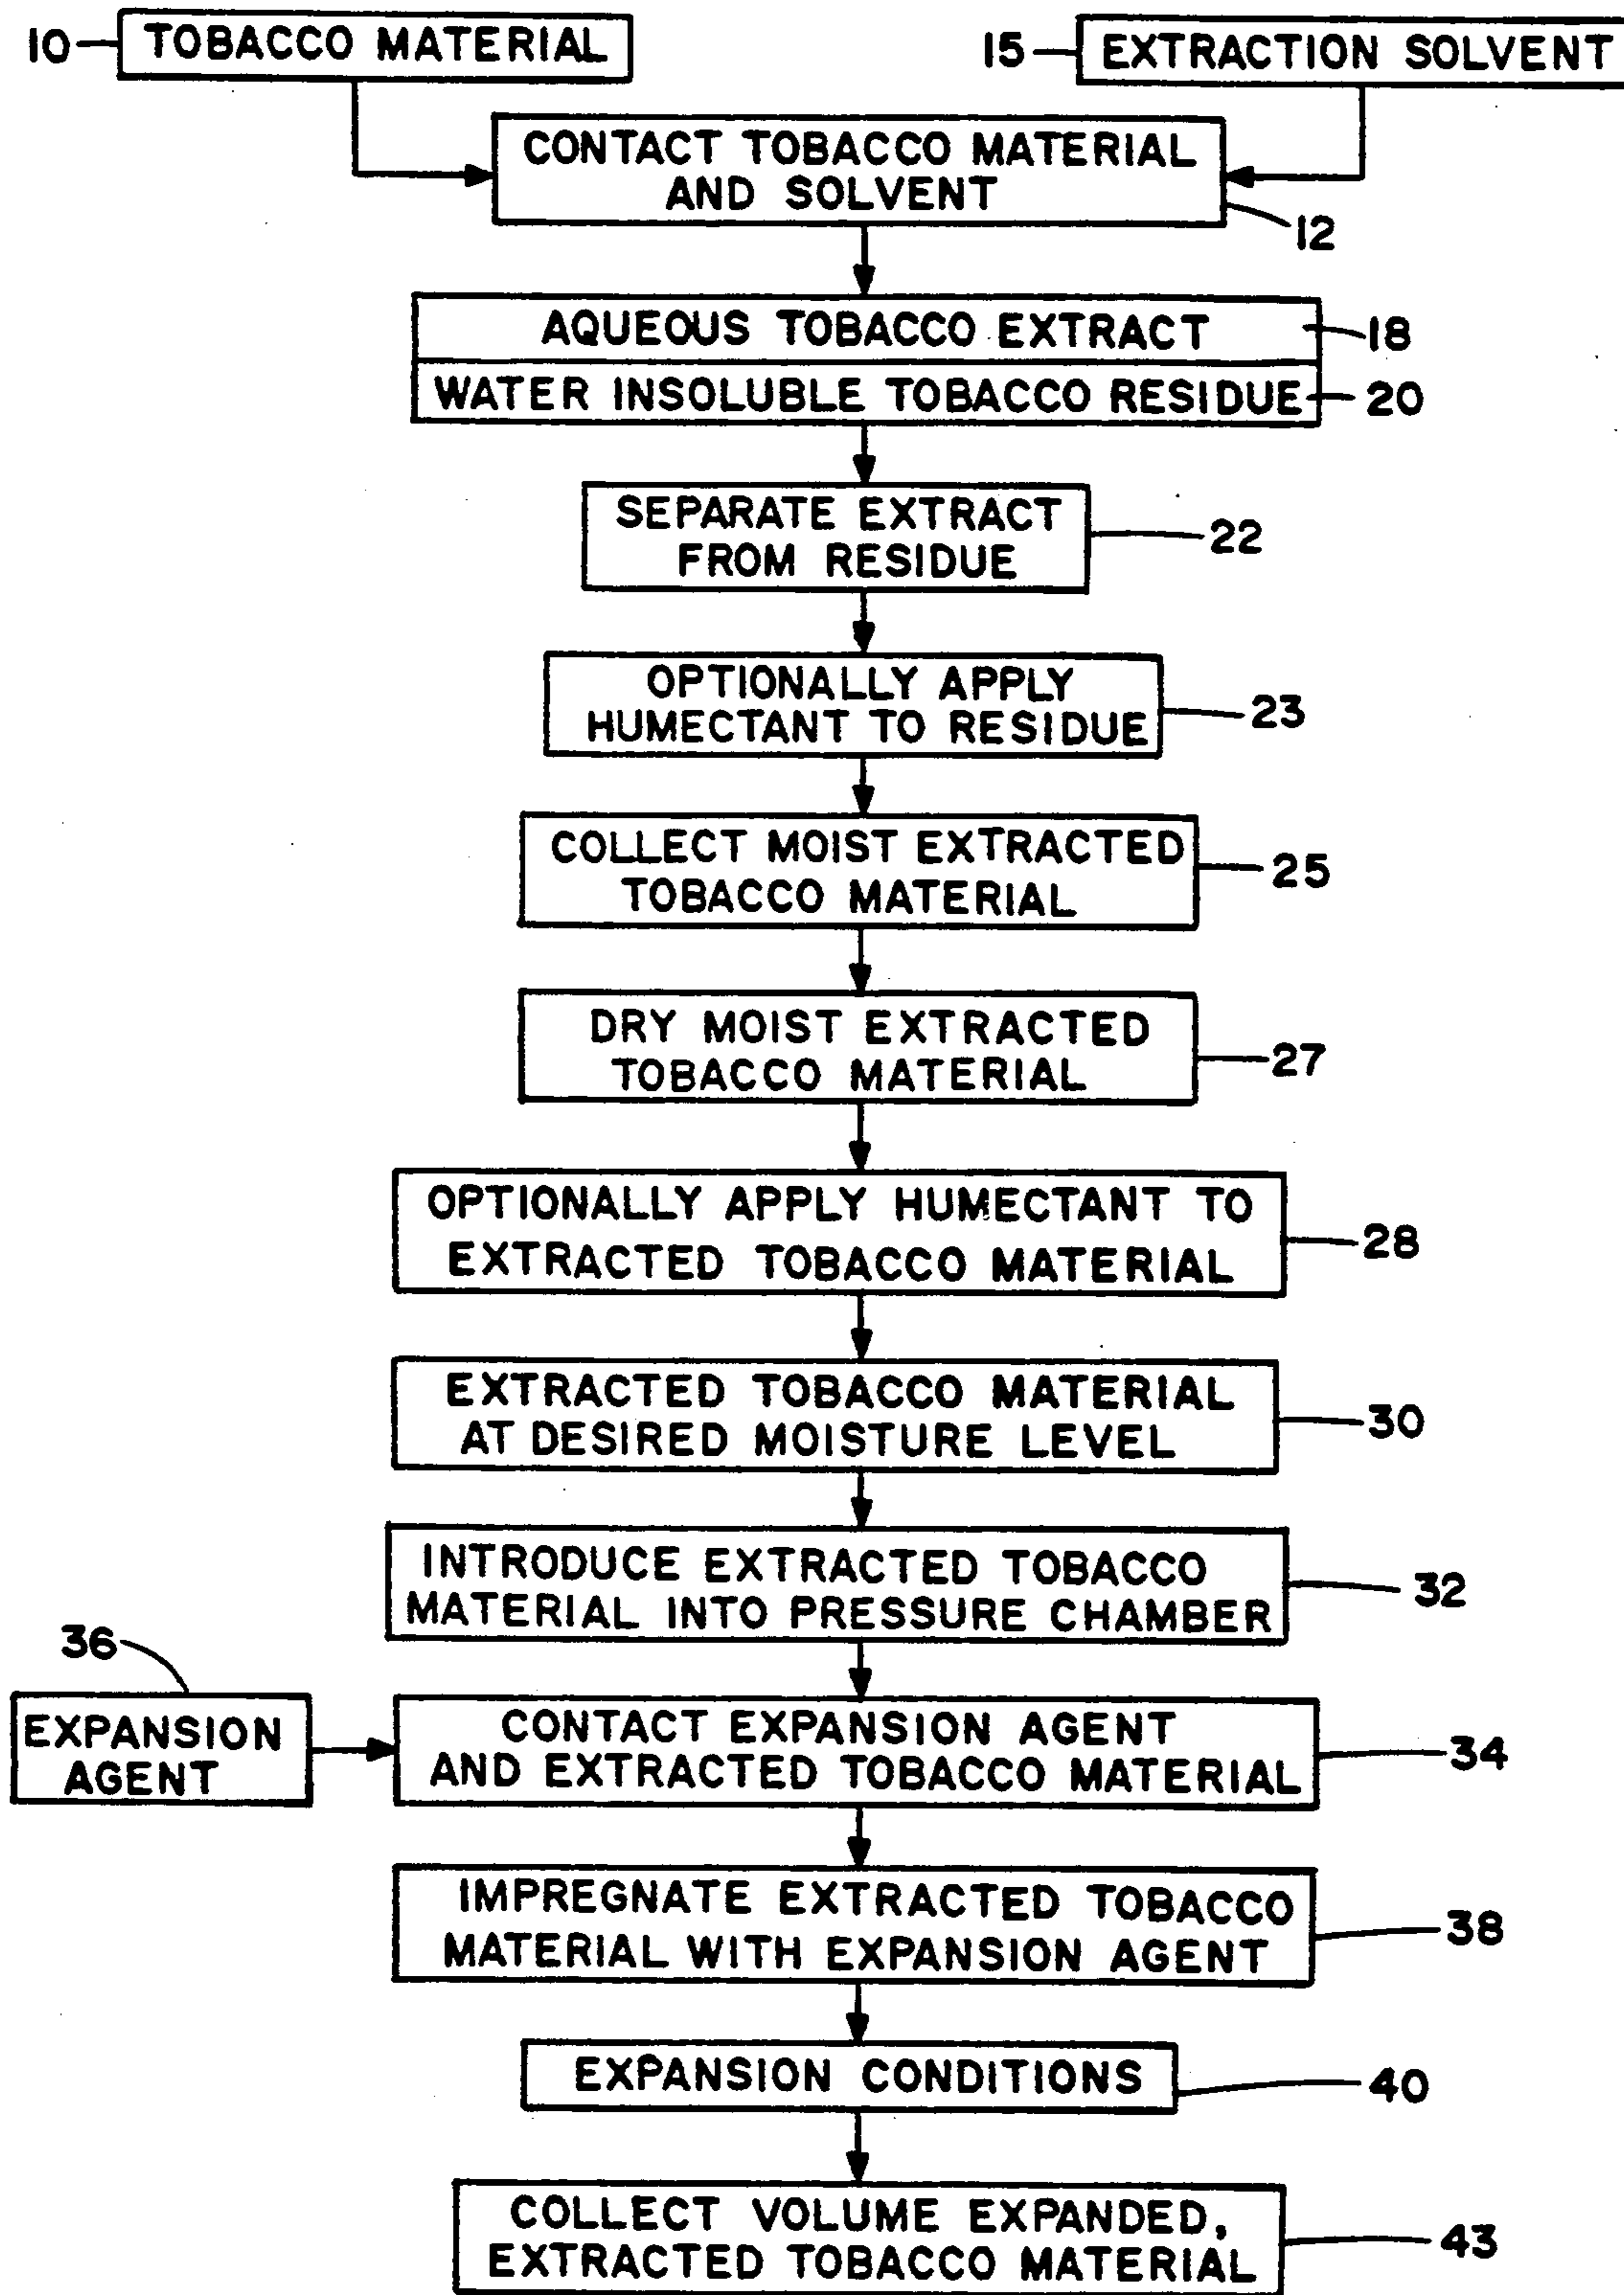 10
TOBACCO MATERIAL
15
EXTRACTION SOLVENT
CONTACT TOBACCO MATERIAL
AND SOLVENT
12
AQUEOUS TOBACCO EXTRACT
18
WATER INSOLUBLE TOBACCO RESIDUE
20
SEPARATE EXTRACT
FROM RESIDUE
22
OPTIONALLY APPLY
HUMECTANT TO RESIDUE
23
COLLECT MOIST EXTRACTED
TOBACCO MATERIAL
25
DRY MOIST EXTRACTED
TOBACCO MATERIAL
27
OPTIONALLY APPLY HUMECTANT TO
EXTRACTED TOBACCO MATERIAL
28
EXTRACTED TOBACCO MATERIAL
AT DESIRED MOISTURE LEVEL
30
INTRODUCE EXTRACTED TOBACCO
MATERIAL INTO PRESSURE CHAMBER
32
36
EXPANSION
AGENT
CONTACT EXPANSION AGENT
AND EXTRACTED TOBACCO MATERIAL
34
IMPREGNATE EXTRACTED TOBACCO
MATERIAL WITH EXPANSION AGENT
38
EXPANSION CONDITIONS
40
COLLECT VOLUME EXPANDED,
EXTRACTED TOBACCO MATERIAL
43